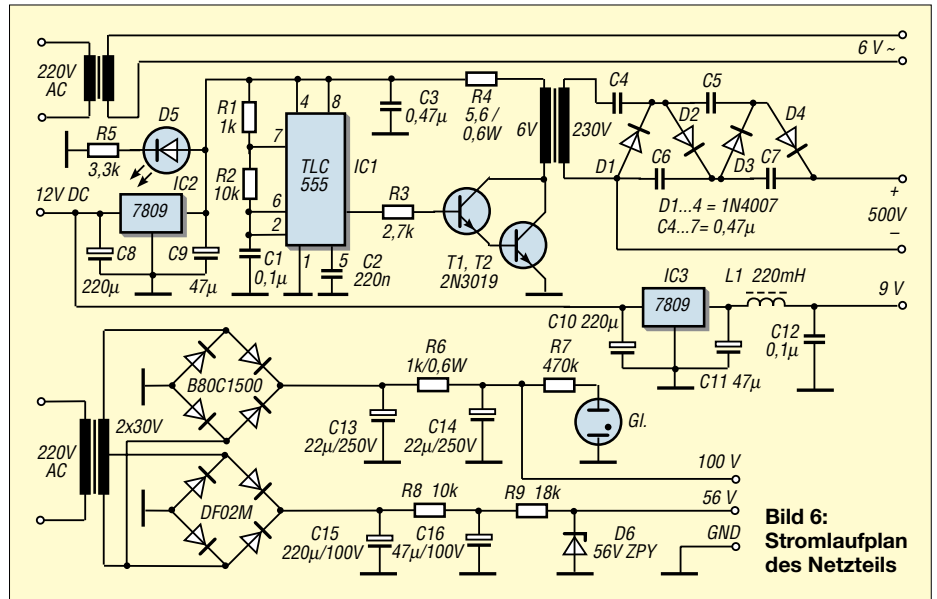 220V
AC
6 V ~
R5
3,3k
D5
R1
1k
R2
10k
7
6
2
4
8
TLC
555
IC1
1
5
C1
0,1µ
C2
220n
C3
0,47µ
R4
5,6 /
0,6W
R3
2,7k
6V
230V
T1, T2
2N3019
C4
C5
D1
D2
D3
D4
C6
C7
D1...4 = 1N4007
C4...7= 0,47µ
+
500V
–
12V DC
IC2
7809
C8
220µ
C9
47µ
IC3
7809
L1 220mH
9 V
C10 220µ
C11 47µ
C12
0,1µ
220V
AC
2x30V
B80C1500
DF02M
R6
1k/0,6W
C13
22µ/250V
C14
22µ/250V
R7
470k
Gl.
100 V
R8 10k
R9 18k
56 V
C15
220µ/100V
C16
47µ/100V
D6
56V ZPY
GND
Bild 6:
Stromlaufplan
des Netzteils